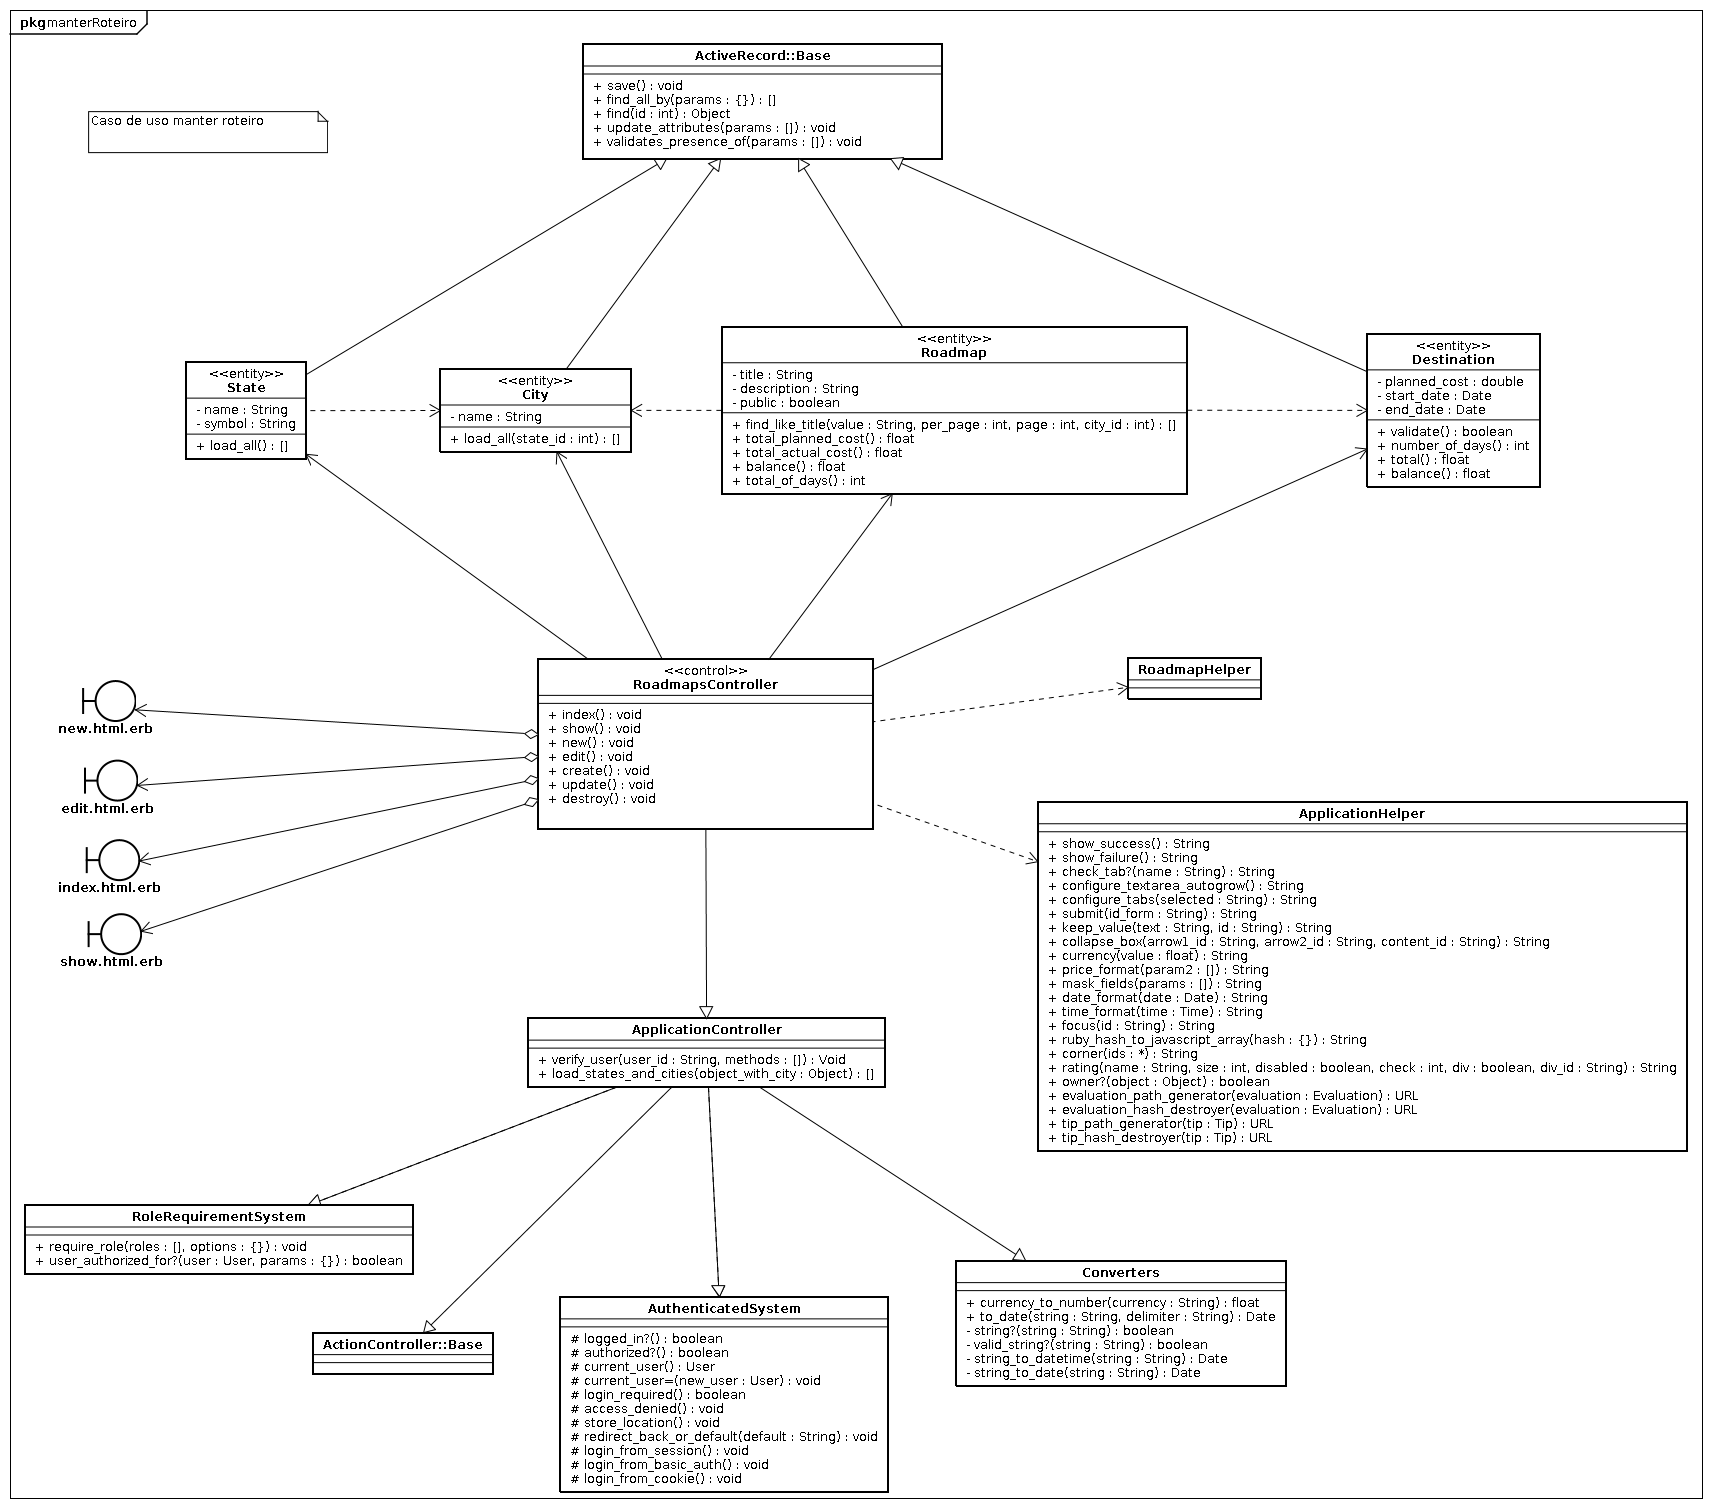 pkg manterRoteiro
Caso de uso manter roteiro
ActiveRecord::Base
+ save() : void
+ find_all_by(params : {}) : []
+ find(id : int) : Object
+ update_attributes(params : []) : void
+ validates_presence_of(params : []) : void
<<entity>>
State
- name : String
- symbol : String
+ load_all() : []
<<entity>>
City
- name : String
+ load_all(state_id : int) : []
<<entity>>
Roadmap
- title : String
- description : String
- public : boolean
+ find_like_title(value : String, per_page : int, page : int, city_id : int) : []
+ total_planned_cost() : float
+ total_actual_cost() : float
+ balance() : float
+ total_of_days() : int
<<entity>>
Destination
- planned_cost : double
- start_date : Date
- end_date : Date
+ validate() : boolean
+ number_of_days() : int
+ total() : float
+ balance() : float
<<control>>
RoadmapsController
+ index() : void
+ show() : void
+ new() : void
+ edit() : void
+ create() : void
+ update() : void
+ destroy() : void
RoadmapHelper
new.html.erb
edit.html.erb
index.html.erb
show.html.erb
ApplicationHelper
+ show_success() : String
+ show_failure() : String
+ check_tab?(name : String) : String
+ configure_textarea_autogrow() : String
+ configure_tabs(selected : String) : String
+ submit(id_form : String) : String
+ keep_value(text : String, id : String) : String
+ collapse_box(arrow1_id : String, arrow2_id : String, content_id : String) : String
+ currency(value : float) : String
+ price_format(param2 : []) : String
+ mask_fields(params : []) : String
+ date_format(date : Date) : String
+ time_format(time : Time) : String
+ focus(id : String) : String
+ ruby_hash_to_javascript_array(hash : {}) : String
+ corner(ids : *) : String
+ rating(name : String, size : int, disabled : boolean, check : int, div : boolean, div_id : String) : String
+ owner?(object : Object) : boolean
+ evaluation_path_generator(evaluation : Evaluation) : URL
+ evaluation_hash_destroyer(evaluation : Evaluation) : URL
+ tip_path_generator(tip : Tip) : URL
+ tip_hash_destroyer(tip : Tip) : URL
ApplicationController
+ verify_user(user_id : String, methods : []) : Void
+ load_states_and_cities(object_with_city : Object) : []
RoleRequirementSystem
+ require_role(roles : [], options : {}) : void
+ user_authorized_for?(user : User, params : {}) : boolean
ActionController::Base
AuthenticatedSystem
# logged_in?() : boolean
# authorized?() : boolean
# current_user() : User
# current_user=(new_user : User) : void
# login_required() : boolean
# access_denied() : void
# store_location() : void
# redirect_back_or_default(default : String) : void
# login_from_session() : void
# login_from_basic_auth() : void
# login_from_cookie() : void
Converters
+ currency_to_number(currency : String) : float
+ to_date(string : String, delimiter : String) : Date
- string?(string : String) : boolean
- valid_string?(string : String) : boolean
- string_to_datetime(string : String) : Date
- string_to_date(string : String) : Date